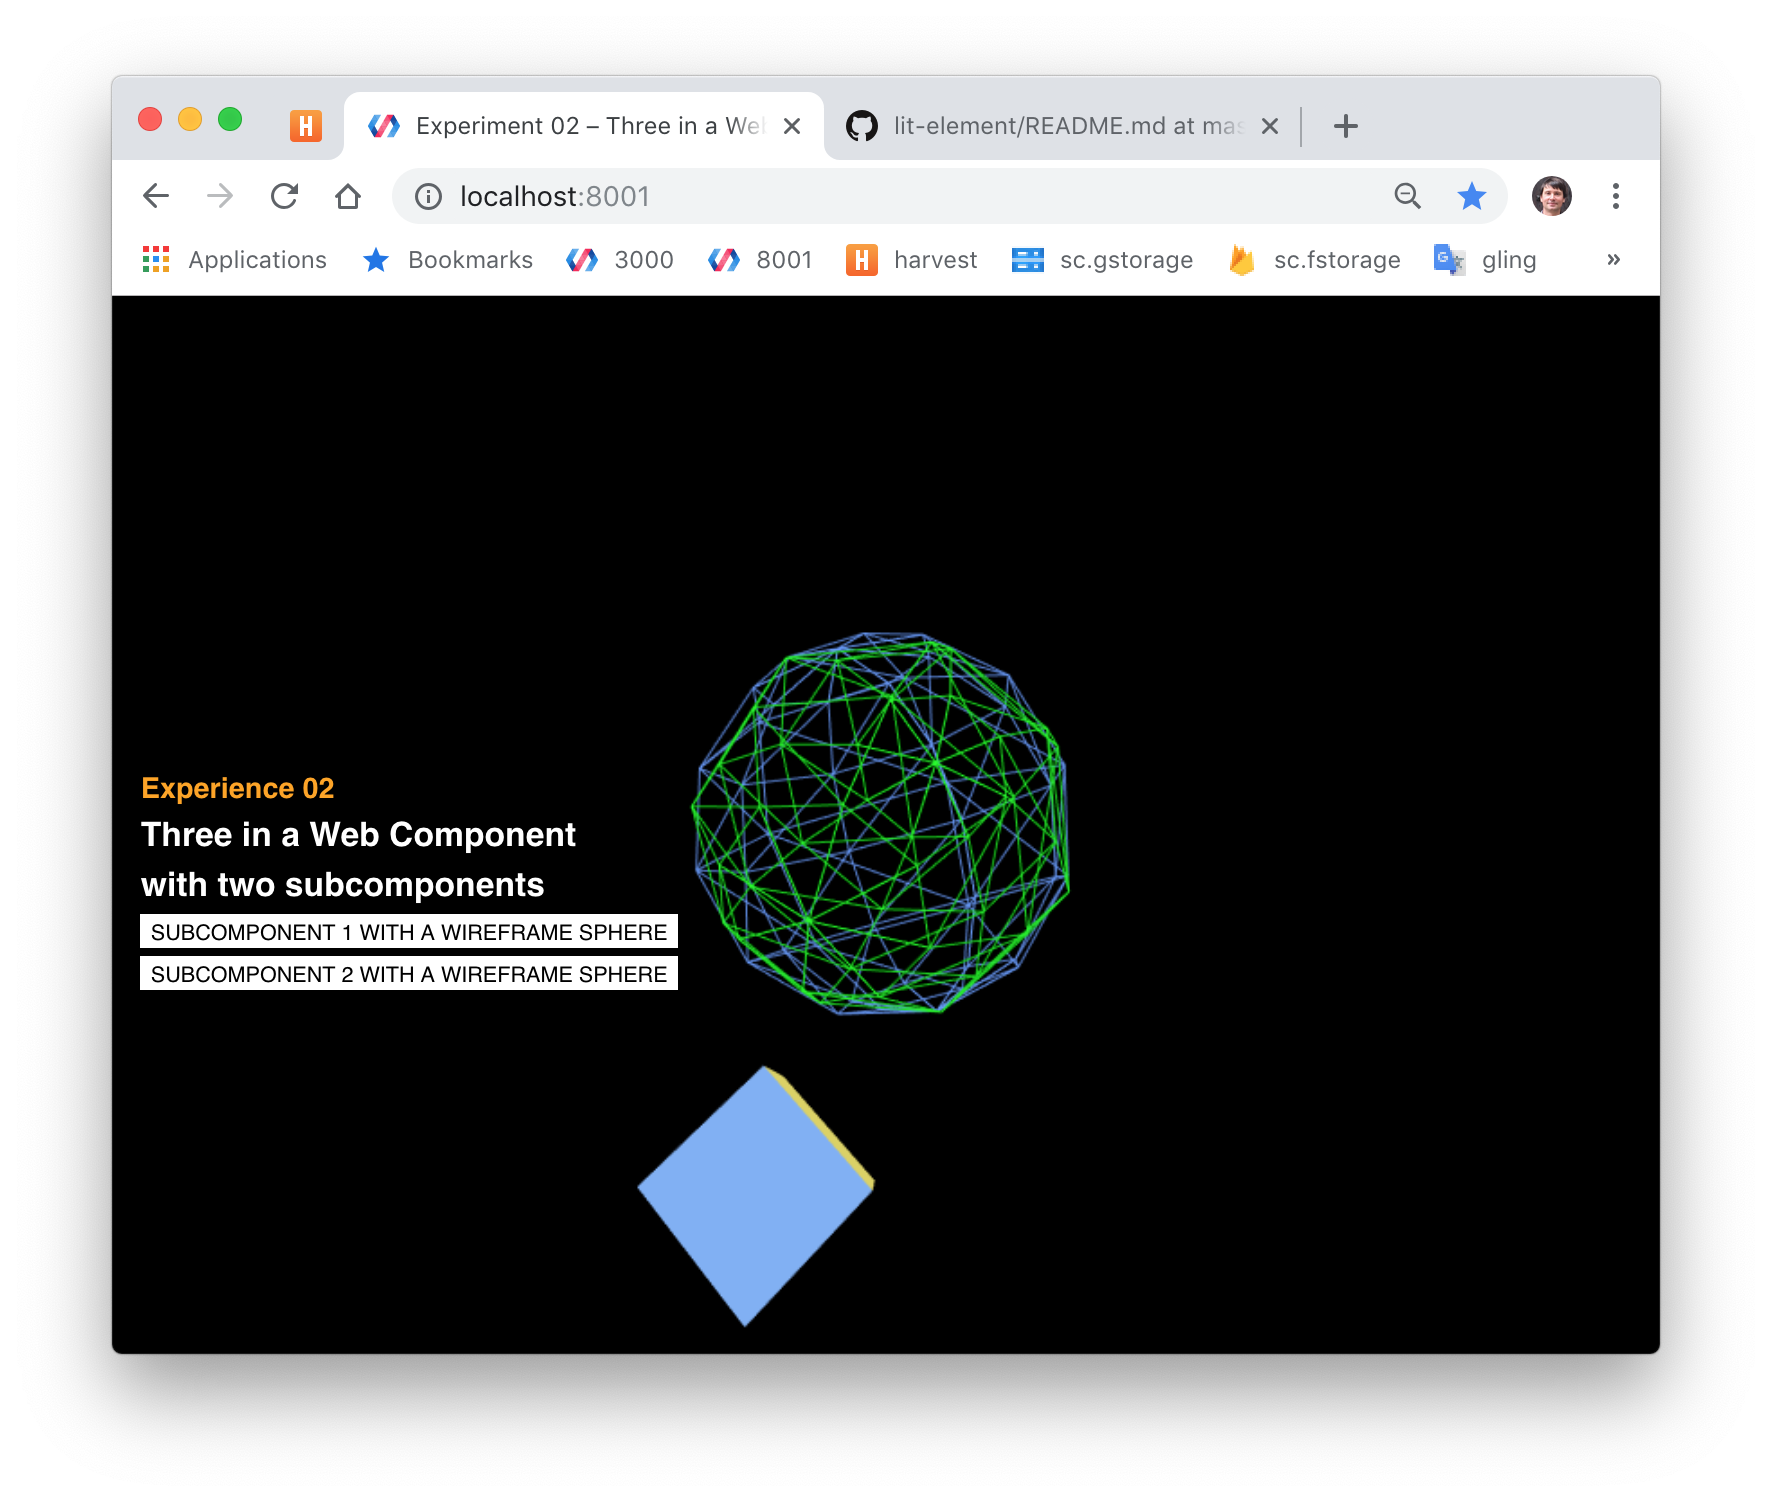 H
Experiment 02 – Three in a We
lit-element/README.md at mas
localhost:8001
Applications
Bookmarks
3000
8001
H
harvest
sc.gstorage
sc.fstorage
G
gling
»
Experience 02
Three in a Web Component
with two subcomponents
SUBCOMPONENT 1 WITH A WIREFRAME SPHERE
SUBCOMPONENT 2 WITH A WIREFRAME SPHERE